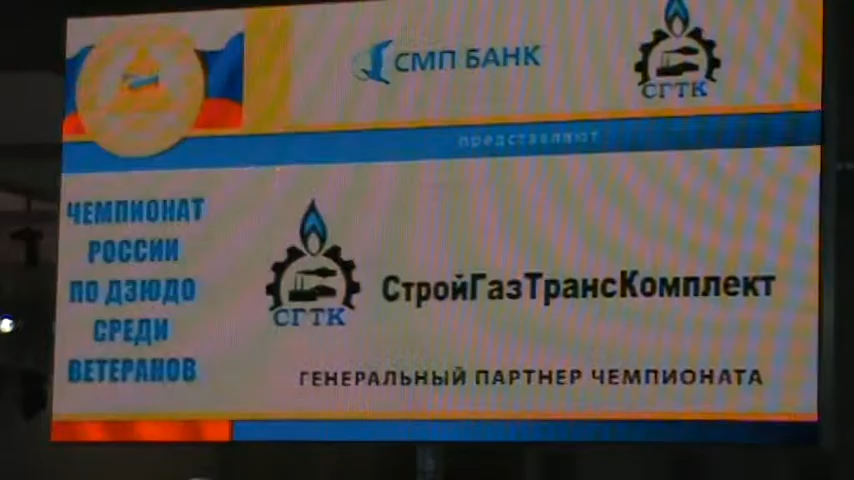 СМП БАНК
СГТК
представляют
ЧЕМПИОНАТ
РОССИИ
ПО ДЗЮДО
СРЕДИ
ВЕТЕРАНОВ
СГТК
СтройГазТрансКомплект
ГЕНЕРАЛЬНЫЙ ПАРТНЕР ЧЕМПИОНАТА